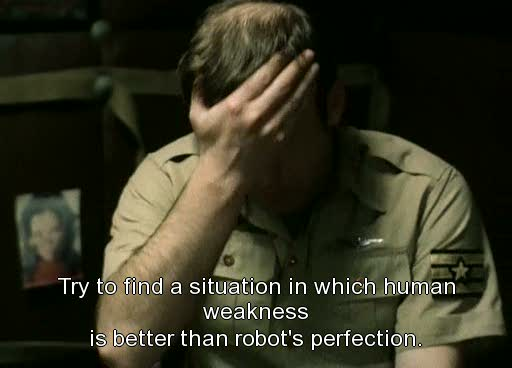 Try to find a situation in which human
weakness
is better than robot's perfection.